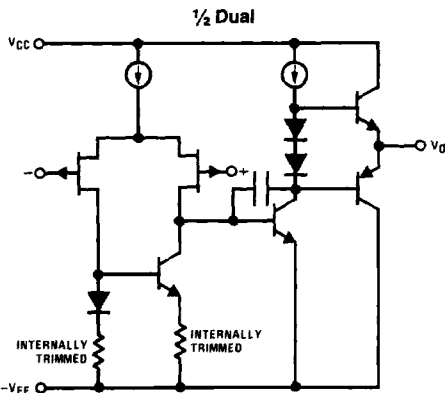 ½ Dual
VCC
−
+
VO
INTERNALLY
TRIMMED
INTERNALLY
TRIMMED
−VEE